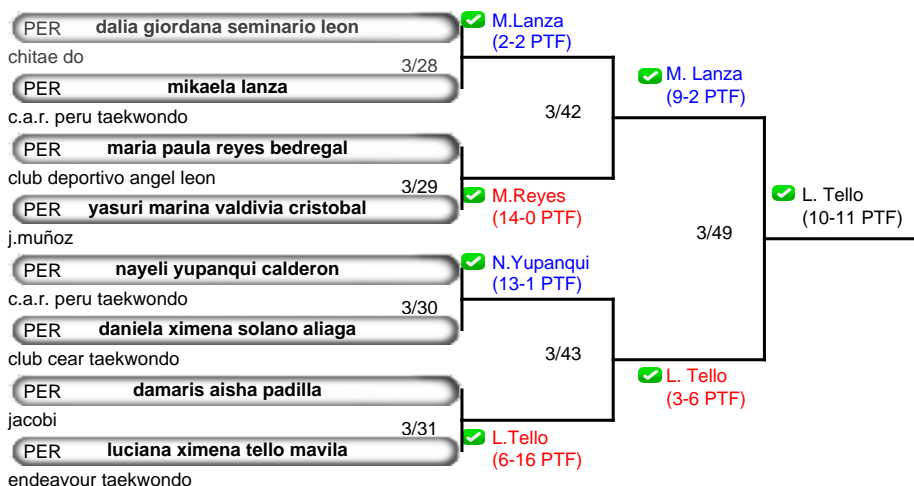 PER dalia giordana seminario leon
chitae do
3/28
PER mikaela lanza
c.a.r. peru taekwondo
M.Lanza
(2-2 PTF)
3/42
M. Lanza
(9-2 PTF)
PER maria paula reyes bedregal
club deportivo angel leon
3/29
PER yasuri marina valdivia cristobal
j.muñoz
M.Reyes
(14-0 PTF)
3/49
L. Tello
(10-11 PTF)
PER nayeli yupanqui calderon
c.a.r. peru taekwondo
3/30
PER daniela ximena solano aliaga
club cear taekwondo
N.Yupanqui
(13-1 PTF)
3/43
L. Tello
(3-6 PTF)
PER damaris aisha padilla
jacobi
3/31
PER luciana ximena tello mavila
endeavour taekwondo
L.Tello
(6-16 PTF)